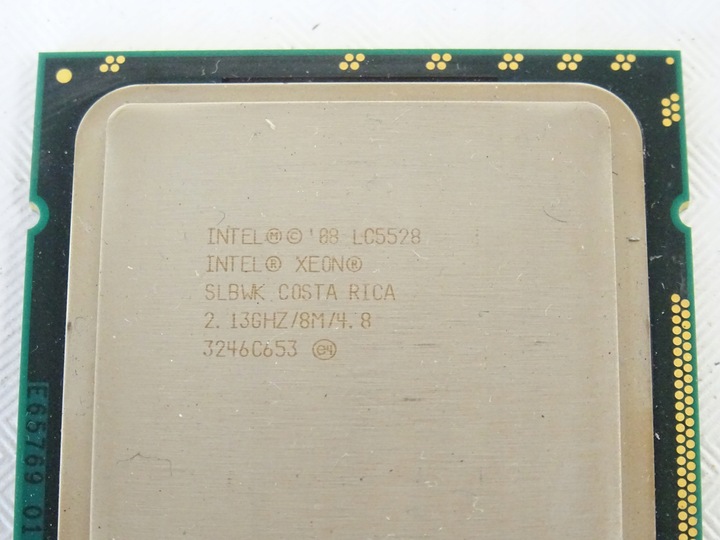 INTEL Ⓜ © '08 LC5528
INTEL® XEON®
SLBWK COSTA RICA
2.13GHZ/8M/4.8
3246C653 e4
E65769 01